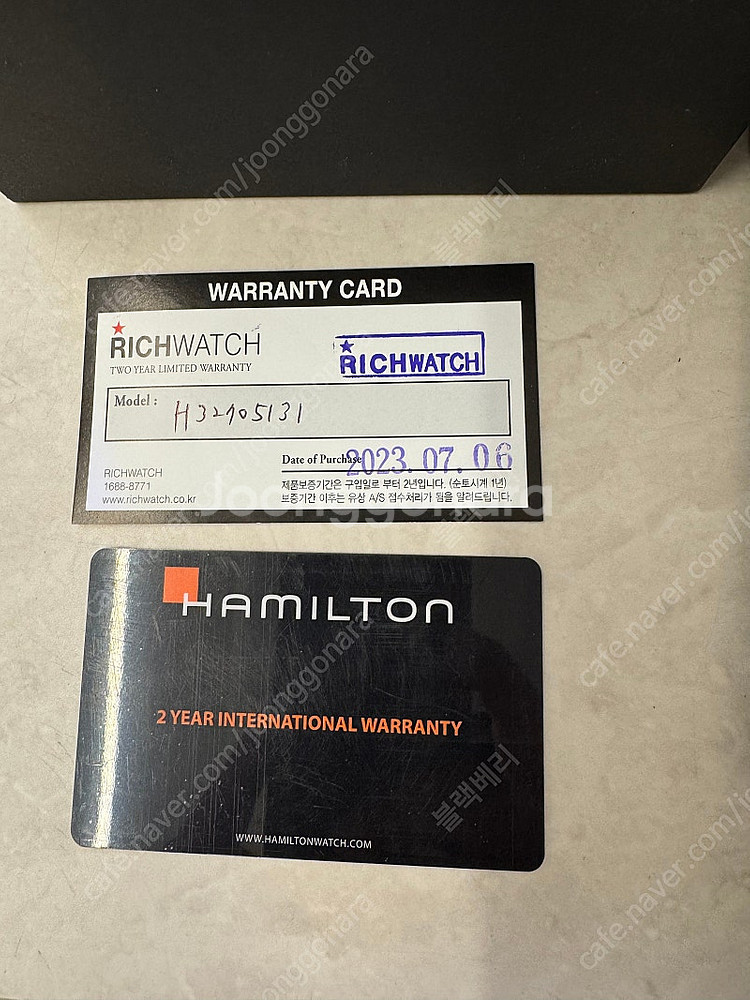 WARRANTY CARD
RICHWATCH
TWO YEAR LIMITED WARRANTY
RICHWATCH
Model :
H32705131
Date of Purchase
2023.07.06
RICHWATCH
1688-8771
www.richwatch.co.kr
제품보증기간은 구입일로 부터 2년입니다. (순토시계 1년)
보증기간 이후는 유상 A/S 접수처리가 됨을 알려드립니다.
Joonggonara
HAMILTON
2 YEAR INTERNATIONAL WARRANTY
WWW.HAMILTONWATCH.COM
cafe.naver.com/joonggonara
블랙베리